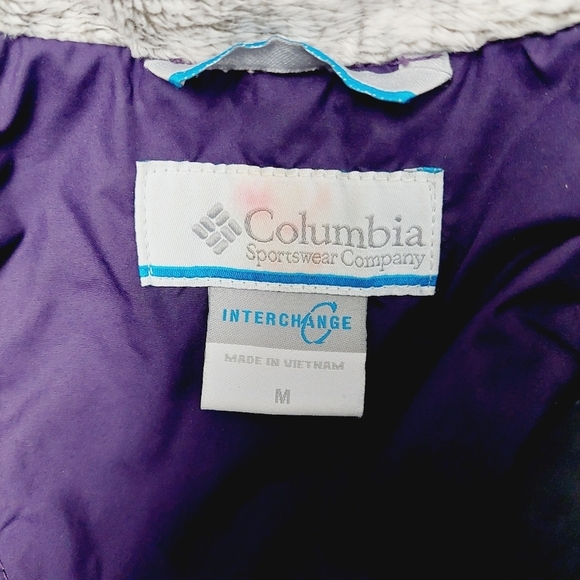 Columbia
Sportswear Company
INTERCHANGE
MADE IN VIETNAM
M